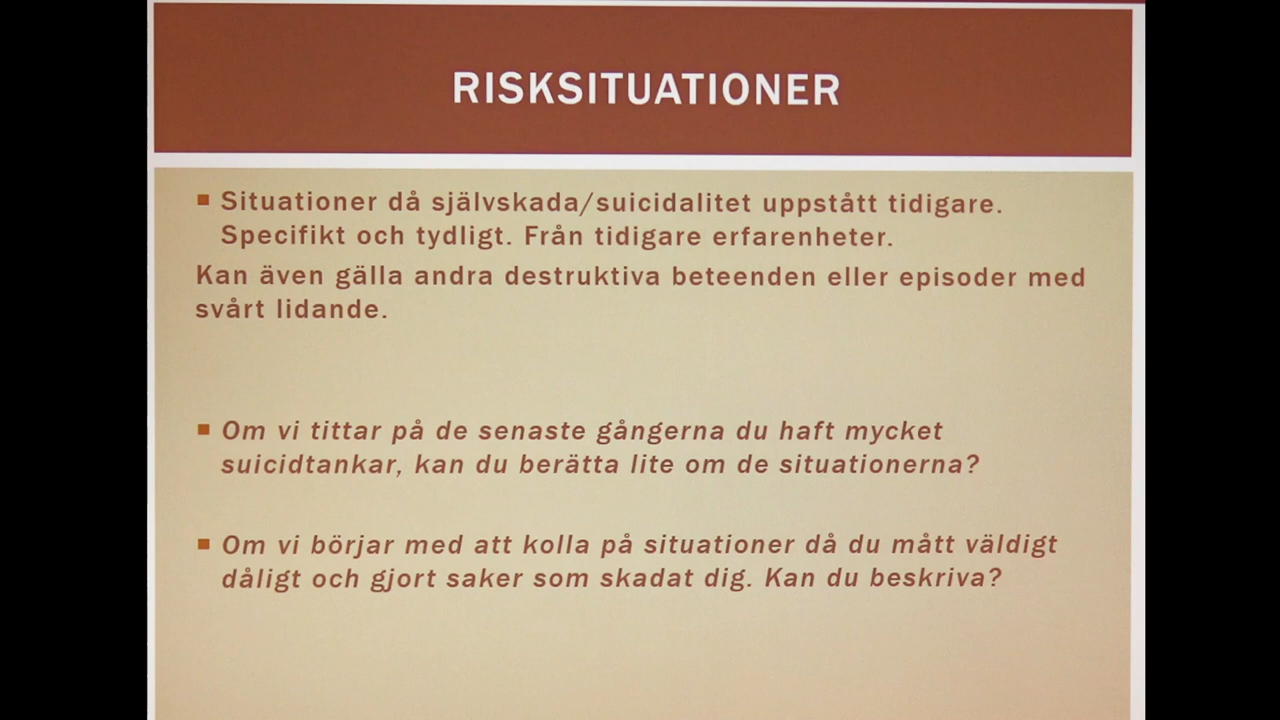 RISKSITUATIONER
Situationer då självskada/suicidalitet uppstått tidigare.
Specifikt och tydligt. Från tidigare erfarenheter.
Kan även gälla andra destruktiva beteenden eller episoder med
svårt lidande.
Om vi tittar på de senaste gångerna du haft mycket
suicidtankar, kan du berätta lite om de situationerna?
Om vi börjar med att kolla på situationer då du mått väldigt
dåligt och gjort saker som skadat dig. Kan du beskriva?